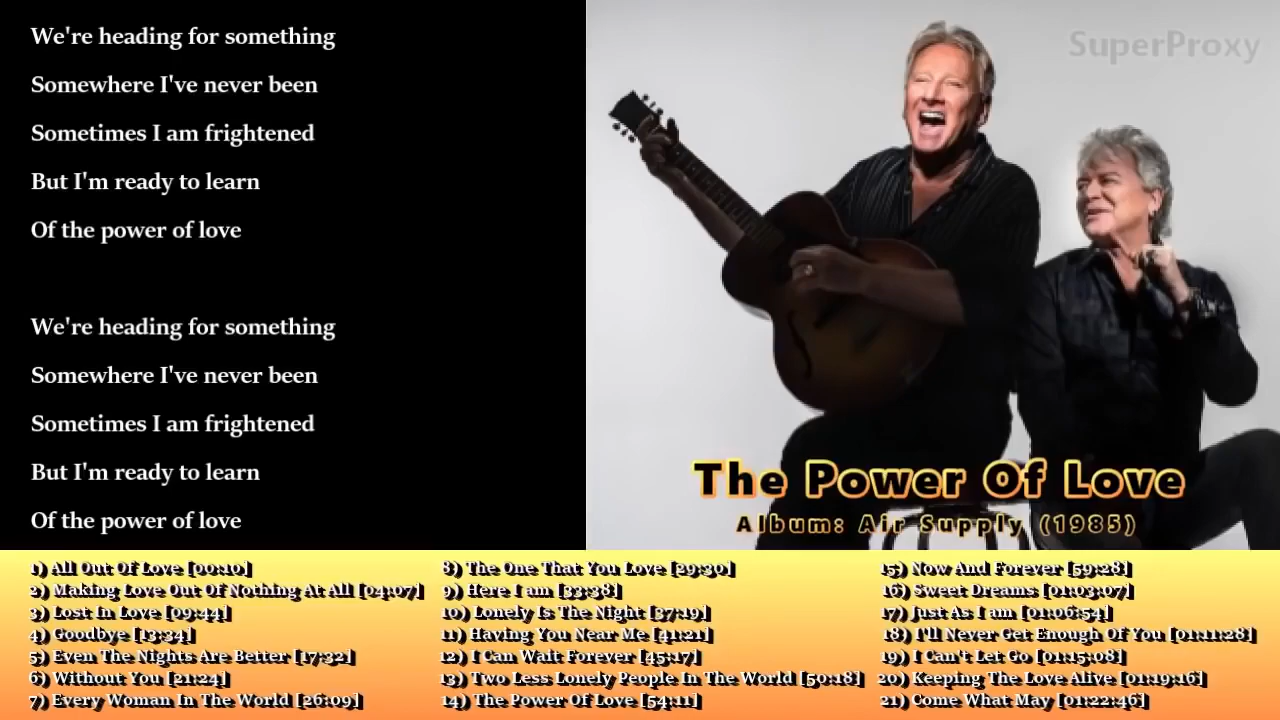 We're heading for something
Somewhere I've never been
Sometimes I am frightened
But I'm ready to learn
Of the power of love
We're heading for something
Somewhere I've never been
Sometimes I am frightened
But I'm ready to learn
Of the power of love
SuperProxy
The Power Of Love
Album: Air Supply (1985)
1) All Out Of Love [00:10]
2) Making Love Out Of Nothing At All [04:07]
3) Lost In Love [09:44]
4) Goodbye [13:34]
5) Even The Nights Are Better [17:32]
6) Without You [21:24]
7) Every Woman In The World [26:09]
8) The One That You Love [29:30]
9) Here I am [33:38]
10) Lonely Is The Night [37:19]
11) Having You Near Me [41:21]
12) I Can Wait Forever [45:17]
13) Two Less Lonely People In The World [50:18]
14) The Power Of Love [54:11]
15) Now And Forever [59:28]
16) Sweet Dreams [01:03:07]
17) Just As I am [01:06:54]
18) I'll Never Get Enough Of You [01:11:28]
19) I Can't Let Go [01:15:08]
20) Keeping The Love Alive [01:19:16]
21) Come What May [01:22:46]